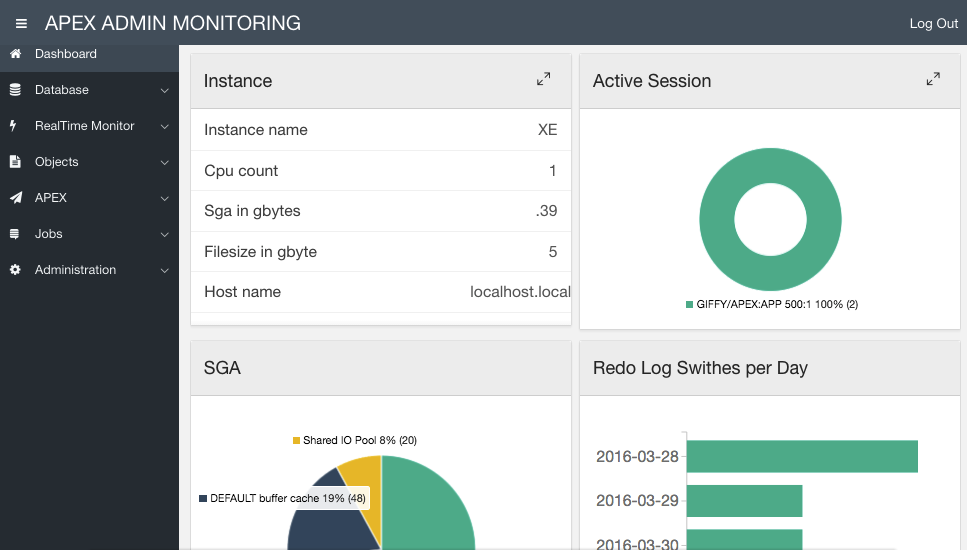 APEX ADMIN MONITORING
Log Out
Dashboard
Database
RealTime Monitor
Objects
APEX
Jobs
Administration
Instance
Instance name XE
Cpu count 1
Sga in gbytes .39
Filesize in gbyte 5
Host name localhost.local
Active Session
GIFFY/APEX:APP 500:1 100% (2)
SGA
Shared IO Pool 8% (20)
DEFAULT buffer cache 19% (48)
Redo Log Swithes per Day
2016-03-28
2016-03-29
2016-03-30